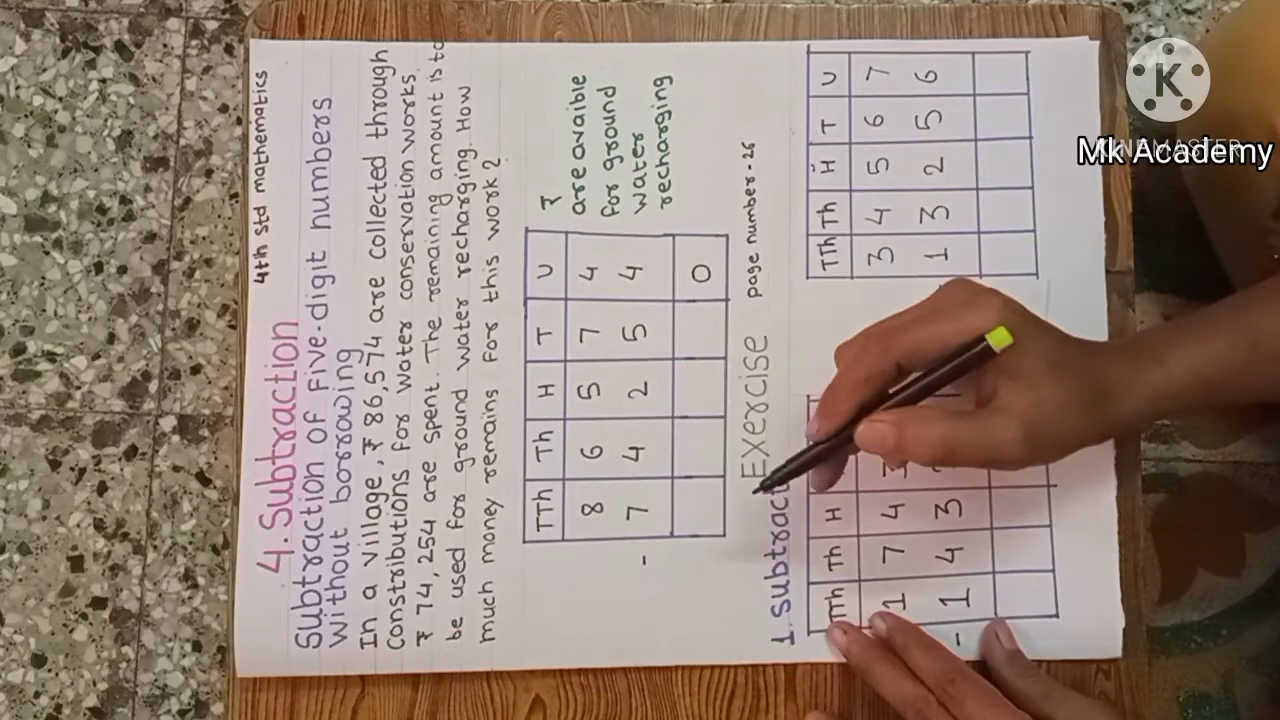 4th std mathematics
4. Subtraction
Subtraction of five-digit numbers
without borrowing
In a village, ₹ 86,574 are collected through
constributions for water conservation works
₹ 74,254 are spent. The remaining amount is to
be used for ground water recharging. How
much money remains for this work?
TTh Th H T U
8 6 5 7 4
- 7 4 2 5 4
0
₹
are avaible
for ground
water
recharging
Exercise page number-26
1. Subtract
TTh Th H
1 7 4 3
- 1 4 3
TTh Th H T U
3 4 5 6 7
1 3 2 5 6
K
KINEMASTER
Mk Academy